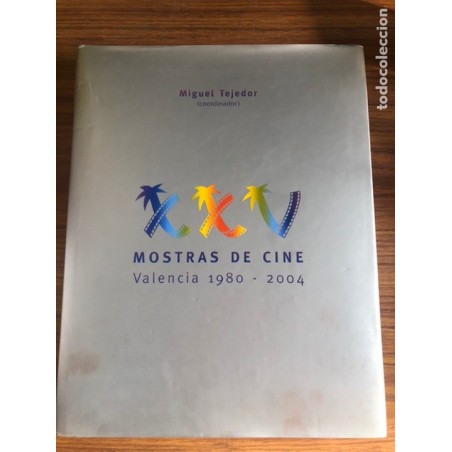 Miguel Tejedor
(coordinador)
XXV
MOSTRAS DE CINE
Valencia 1980 - 2004
todocoleccion